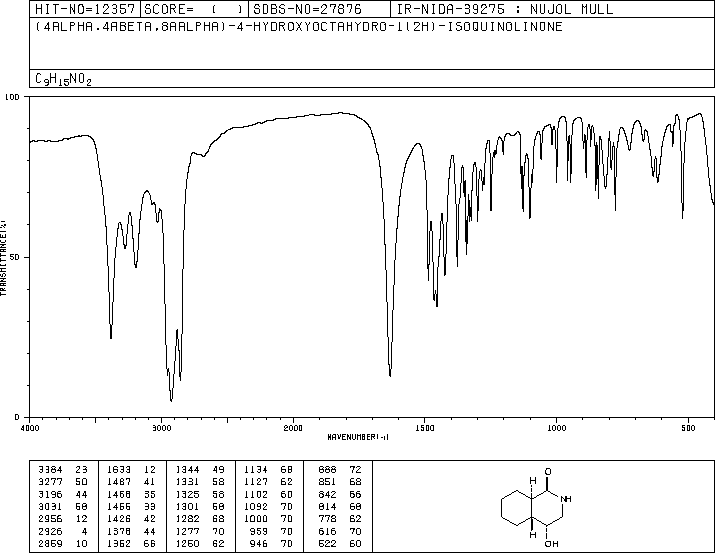 HIT-NO=12357 SCORE= ( ) SDBS-NO=27876 IR-NIDA-39275 : NUJOL MULL
(4ALPHA,4ABETA,8AALPHA)-4-HYDROXYOCTAHYDRO-1(2H)-ISOQUINOLINONE
C9H15NO2
100
50
0
TRANSMITTANCE(%)
4000 3000 2000 1500 1000 500
WAVENUMBER(-1)
3384 23 1633 12 1344 49 1134 68 888 72
3277 50 1487 41 1331 58 1127 62 851 68
3196 44 1468 35 1325 58 1102 60 842 66
3031 68 1455 33 1301 58 1092 70 814 68
2956 12 1426 42 1282 68 1000 70 778 62
2926 4 1378 44 1277 70 959 70 616 70
2859 10 1352 66 1250 62 946 70 522 60
O
H
NH
H
OH